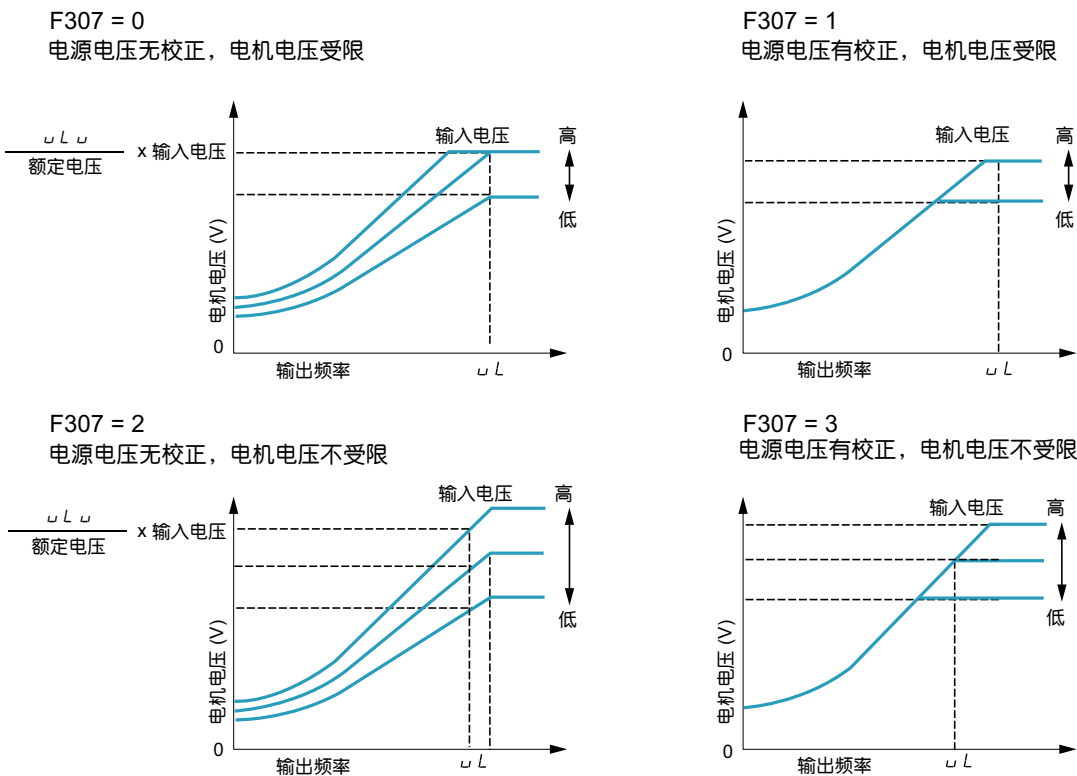 F307 = 0
电源电压无校正，电机电压受限
uLu
额定电压
x 输入电压
输入电压
高
低
电机电压 (V)
0
输出频率
uL
F307 = 1
电源电压有校正，电机电压受限
输入电压
高
低
电机电压 (V)
0
输出频率
uL
F307 = 2
电源电压无校正，电机电压不受限
uLu
额定电压
x 输入电压
输入电压
高
低
电机电压 (V)
0
输出频率
uL
F307 = 3
电源电压有校正，电机电压不受限
输入电压
高
低
电机电压 (V)
0
输出频率
uL